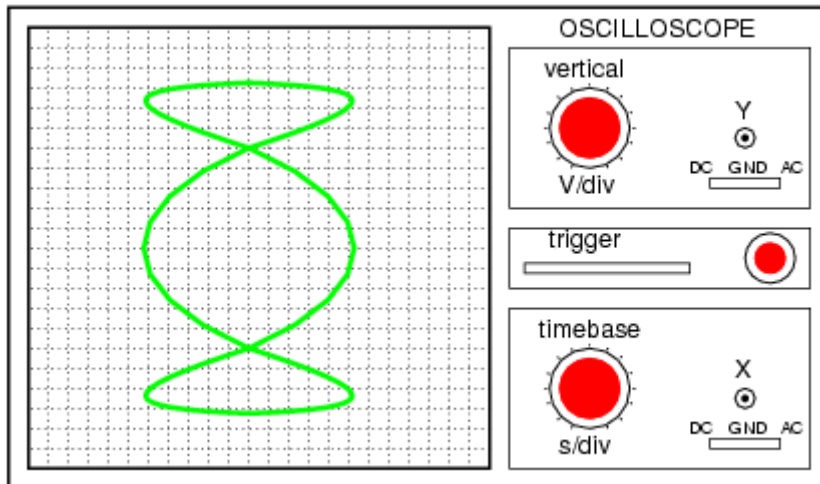 OSCILLOSCOPE
vertical
Y
DC GND AC
V/div
trigger
timebase
X
DC GND AC
s/div